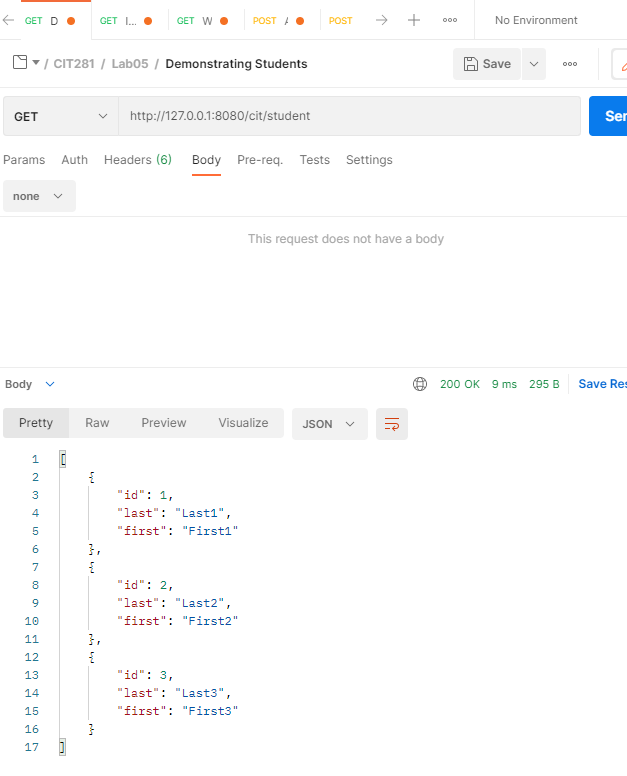 GET D GET I... GET W POST POST No Environment
/ CIT281 / Lab05 / Demonstrating Students Save
GET http://127.0.0.1:8080/cit/student
Params Auth Headers (6) Body Pre-req. Tests Settings
none
This request does not have a body
Body 200 OK 9 ms 295 B Save Res
Pretty Raw Preview Visualize JSON
1 [
2 {
3 "id": 1,
4 "last": "Last1",
5 "first": "First1"
6 },
7 {
8 "id": 2,
9 "last": "Last2",
10 "first": "First2"
11 },
12 {
13 "id": 3,
14 "last": "Last3",
15 "first": "First3"
16 }
17 ]